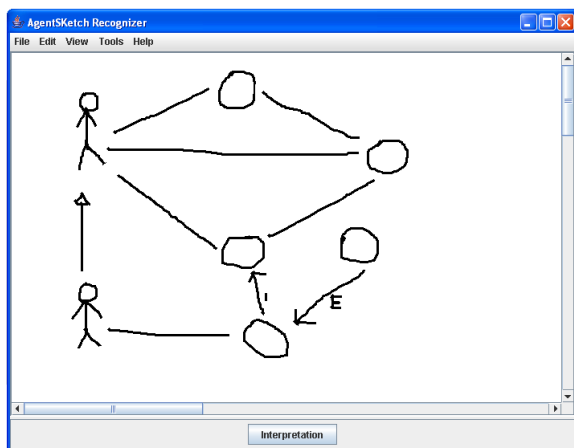 AgentSKetch Recognizer
File Edit View Tools Help
I
E
Interpretation